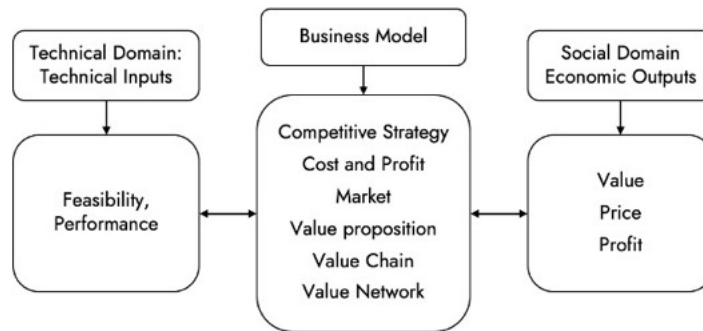 Technical Domain:
Technical Inputs
Business Model
Social Domain
Economic Outputs
Feasibility,
Performance
Competitive Strategy
Cost and Profit
Market
Value proposition
Value Chain
Value Network
Value
Price
Profit